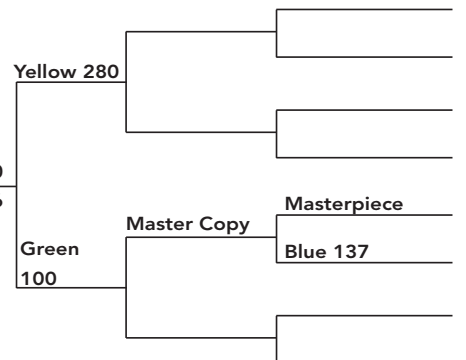 Yellow 280
Masterpiece
Master Copy
Blue 137
Green
100